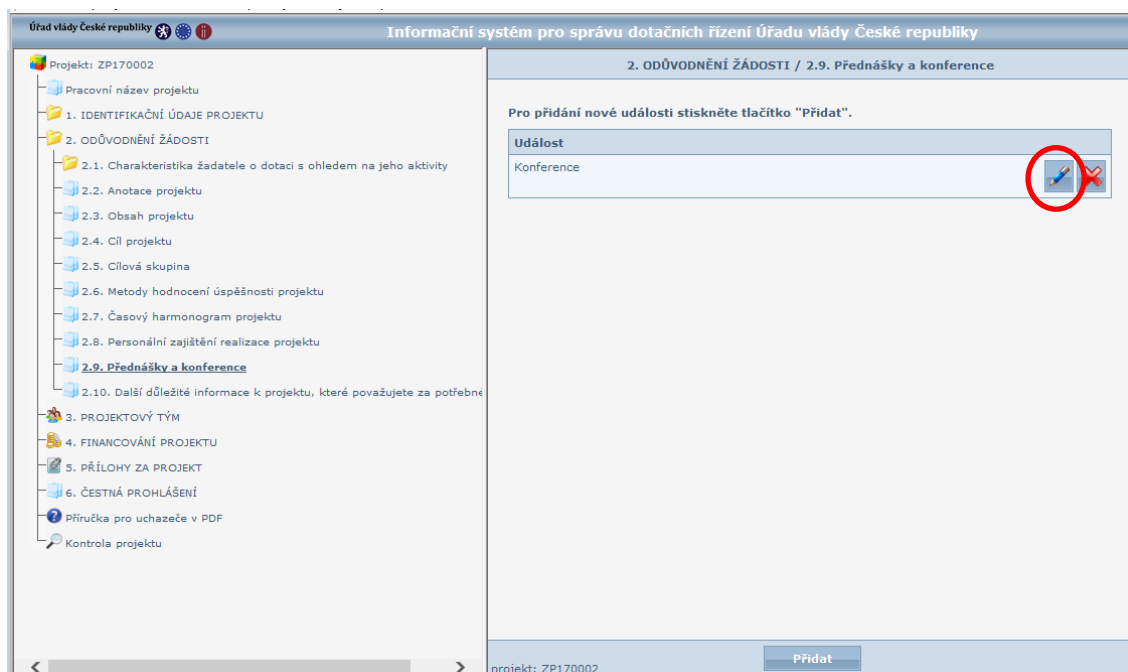 Úřad vlády České republiky
Informační systém pro správu dotačních řízení Úřadu vlády České republiky
Projekt: ZP170002
Pracovní název projektu
1. IDENTIFIKAČNÍ ÚDAJE PROJEKTU
2. ODŮVODNĚNÍ ŽÁDOSTI
2.1. Charakteristika žadatele o dotaci s ohledem na jeho aktivity
2.2. Anotace projektu
2.3. Obsah projektu
2.4. Cíl projektu
2.5. Cílová skupina
2.6. Metody hodnocení úspěšnosti projektu
2.7. Časový harmonogram projektu
2.8. Personální zajištění realizace projektu
2.9. Přednášky a konference
2.10. Další důležité informace k projektu, které považujete za potřebné
3. PROJEKTOVÝ TÝM
4. FINANCOVÁNÍ PROJEKTU
5. PŘÍLOHY ZA PROJEKT
6. ČESTNÁ PROHLÁŠENÍ
Příručka pro uchazeče v PDF
Kontrola projektu
2. ODŮVODNĚNÍ ŽÁDOSTI / 2.9. Přednášky a konference
Pro přidání nové události stiskněte tlačítko "Přidat".
Událost
Konference
Přidat
projekt: ZP170002